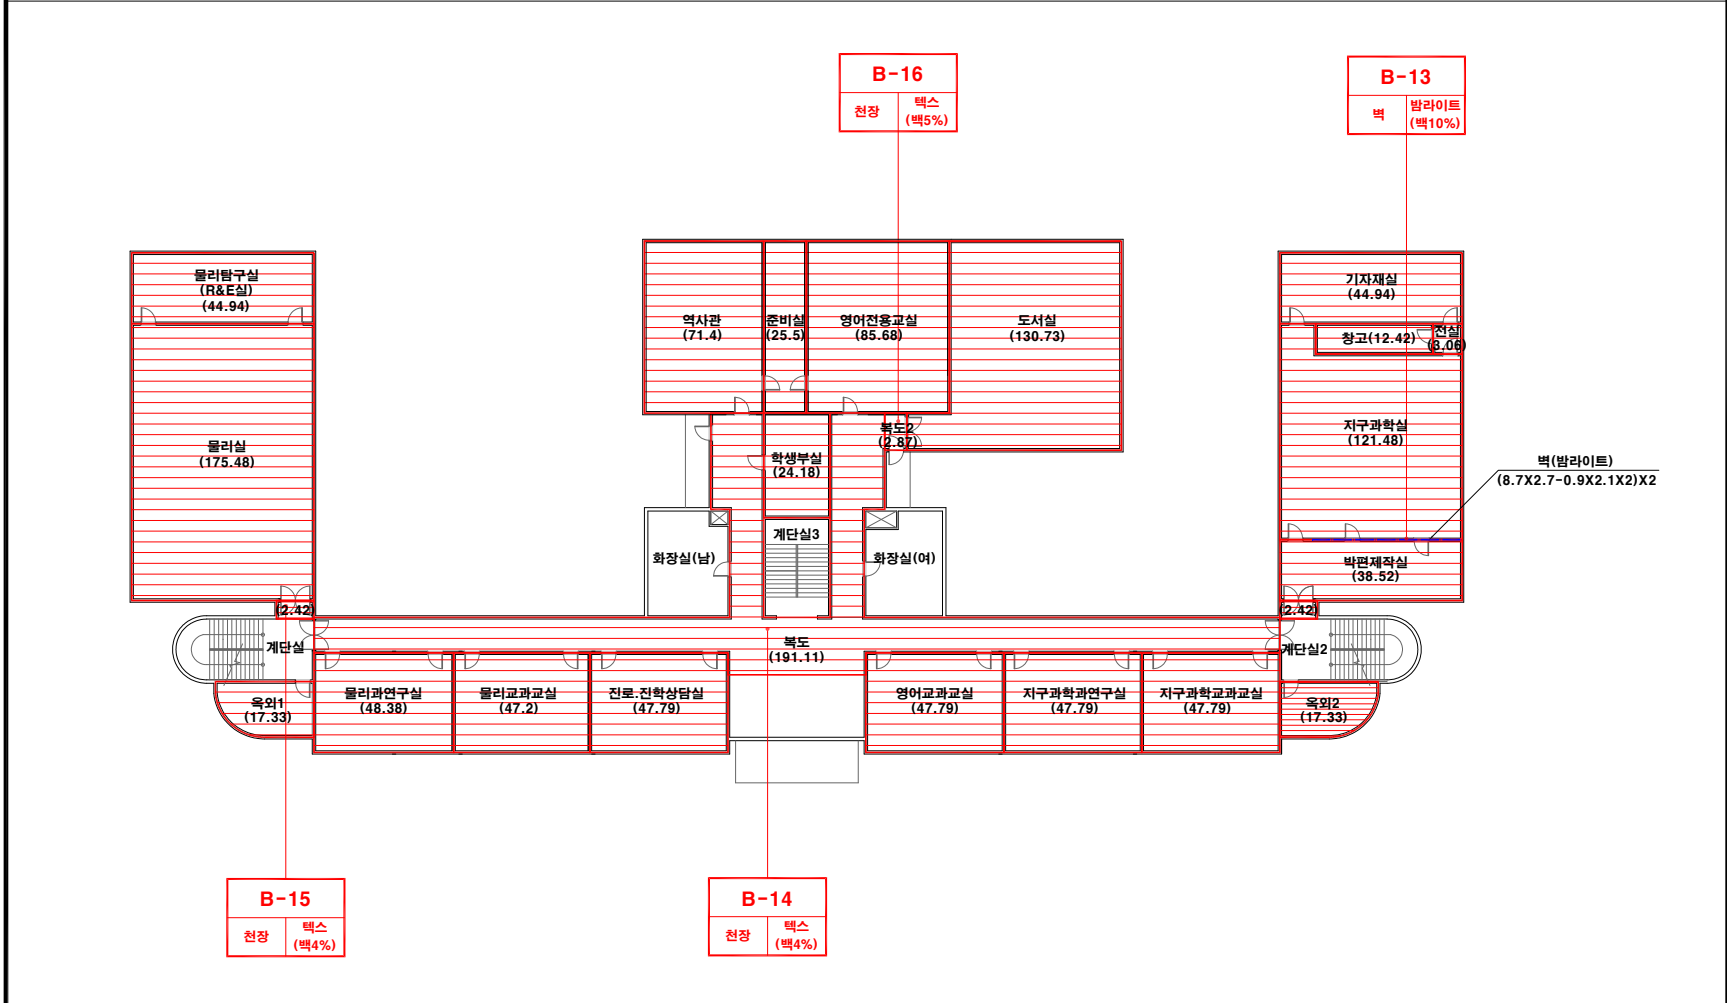 B-16
천장
텍스
(백5%)
B-13
벽
밤라이트
(백10%)
물리탐구실
(R&E실)
(44.94)
역사관
(71.4)
준비실
(25.5)
영어전용교실
(85.68)
도서실
(130.73)
기자재실
(44.94)
창고(12.42)
전실
(3.06)
물리실
(175.48)
복도2
(2.87)
학생부실
(24.18)
지구과학실
(121.48)
벽(밤라이트)
(8.7X2.7-0.9X2.1X2)X2
계단실3
화장실(남)
화장실(여)
박편제작실
(38.52)
(2.42)
(2.42)
계단실
복도
(191.11)
계단실2
옥외1
(17.33)
물리과연구실
(48.38)
물리교과교실
(47.2)
진로.진학상담실
(47.79)
영어교과교실
(47.79)
지구과학과연구실
(47.79)
지구과학교과교실
(47.79)
옥외2
(17.33)
B-15
천장
텍스
(백4%)
B-14
천장
텍스
(백4%)